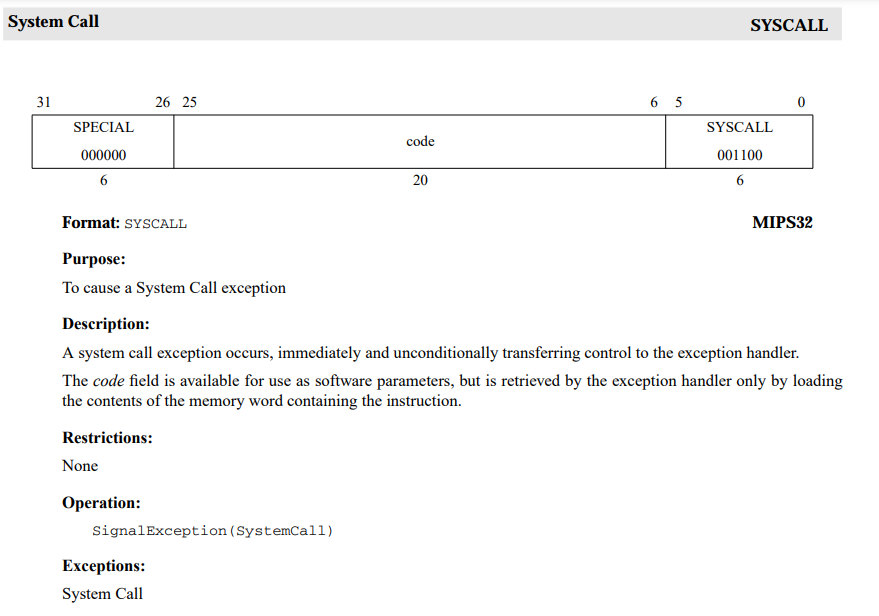 System Call
SYSCALL
31 26 25 6 5 0
SPECIAL code SYSCALL
000000 001100
6 20 6
Format: SYSCALL MIPS32
Purpose:
To cause a System Call exception
Description:
A system call exception occurs, immediately and unconditionally transferring control to the exception handler.
The code field is available for use as software parameters, but is retrieved by the exception handler only by loading
the contents of the memory word containing the instruction.
Restrictions:
None
Operation:
SignalException(SystemCall)
Exceptions:
System Call